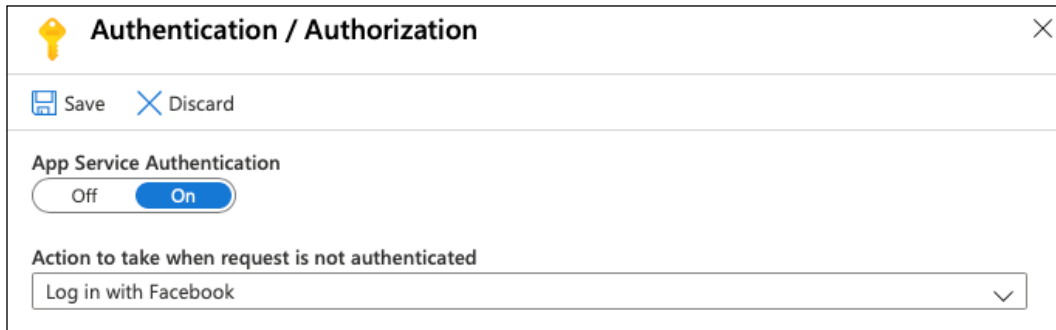 Authentication / Authorization
Save Discard
App Service Authentication
Off On
Action to take when request is not authenticated
Log in with Facebook